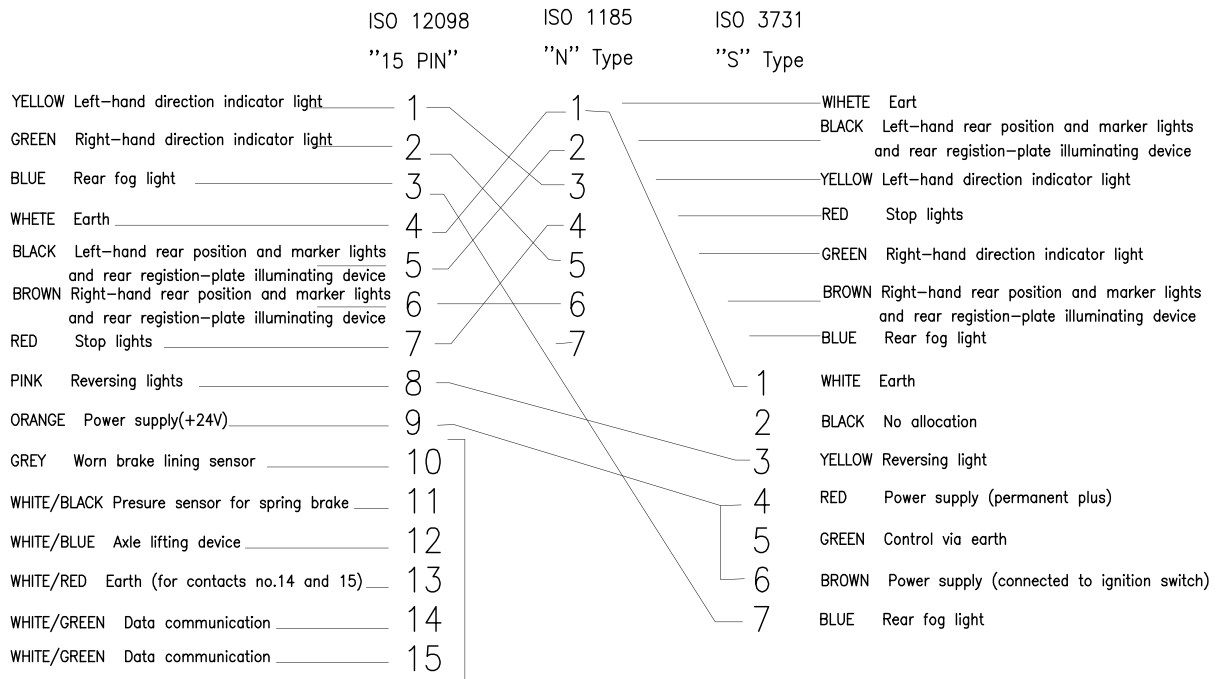 ISO 12098 ISO 1185 ISO 3731
"15 PIN" "N" Type "S" Type
YELLOW Left-hand direction indicator light 1 1 WIHETE Eart
BLACK Left-hand rear position and marker lights
GREEN Right-hand direction indicator light 2 2 and rear registion-plate illuminating device
BLUE Rear fog light 3 3 YELLOW Left-hand direction indicator light
WHETE Earth 4 4 RED Stop lights
BLACK Left-hand rear position and marker lights 5 5 GREEN Right-hand direction indicator light
and rear registion-plate illuminating device
BROWN Right-hand rear position and marker lights 6 6 BROWN Right-hand rear position and marker lights
and rear registion-plate illuminating device and rear registion-plate illuminating device
RED Stop lights 7 7 BLUE Rear fog light
PINK Reversing lights 8 1 WHITE Earth
ORANGE Power supply(+24V) 9 2 BLACK No allocation
GREY Worn brake lining sensor 10 3 YELLOW Reversing light
WHITE/BLACK Presure sensor for spring brake 11 4 RED Power supply (permanent plus)
WHITE/BLUE Axle lifting device 12 5 GREEN Control via earth
WHITE/RED Earth (for contacts no.14 and 15) 13 6 BROWN Power supply (connected to ignition switch)
WHITE/GREEN Data communication 14 7 BLUE Rear fog light
WHITE/GREEN Data communication 15